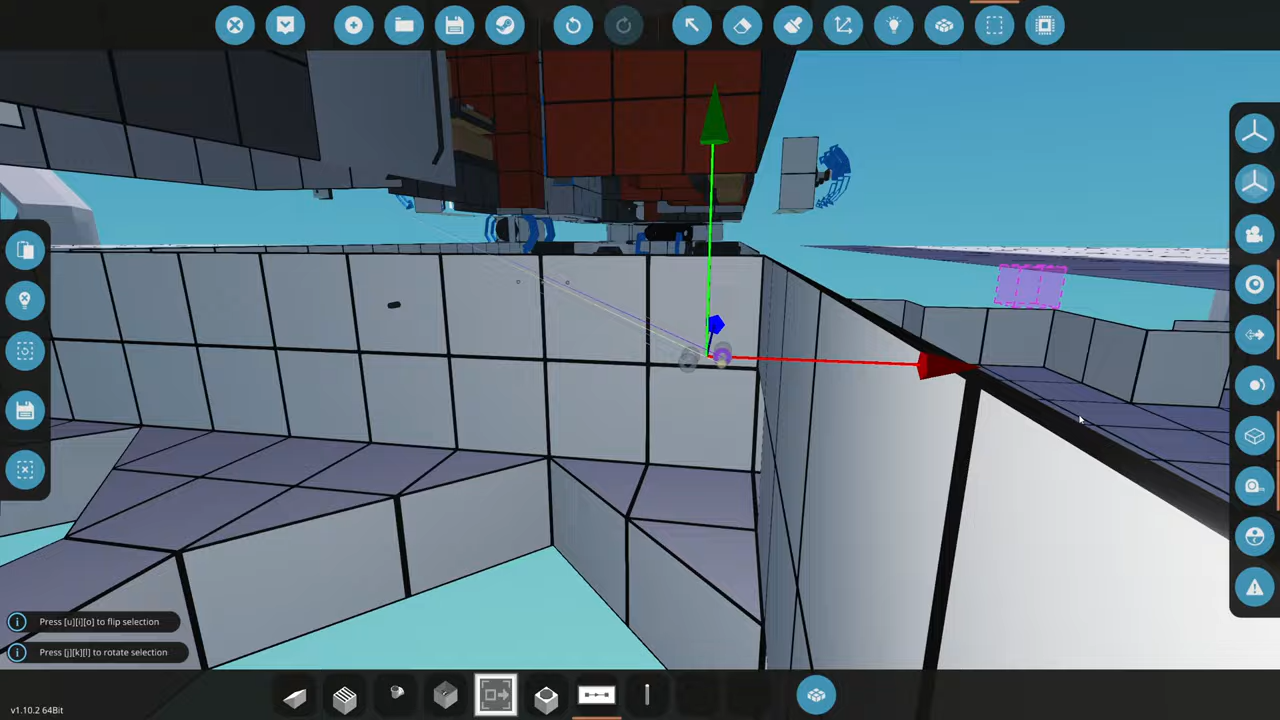 Press [u][i][o] to flip selection
Press [j][k][l] to rotate selection
v1.10.2 64Bit